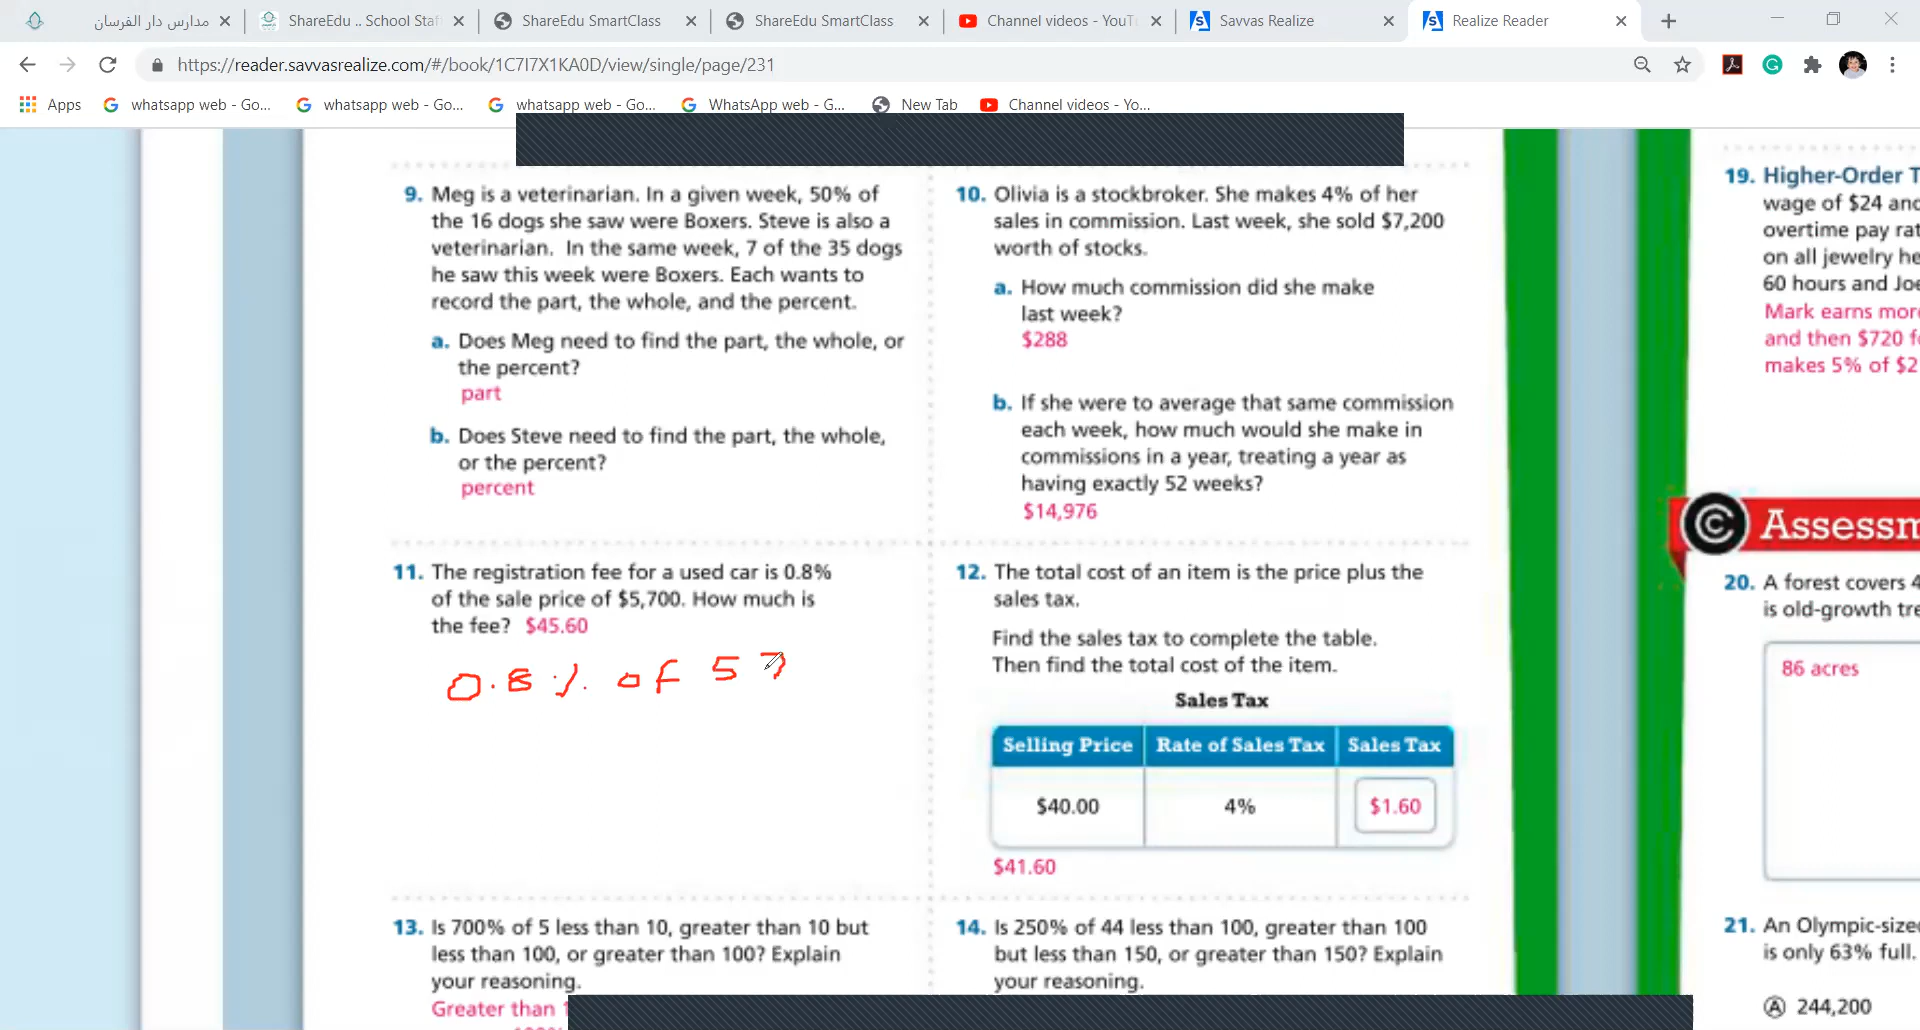 مدارس دار الفرسان
ShareEdu .. School Staf
ShareEdu SmartClass
ShareEdu SmartClass
Channel videos - YouTu
Savvas Realize
Realize Reader
https://reader.savvasrealize.com/#/book/1C7I7X1KA0D/view/single/page/231
Apps
whatsapp web - Go...
whatsapp web - Go...
whatsapp web - Go...
WhatsApp web - G...
New Tab
Channel videos - Yo...
9. Meg is a veterinarian. In a given week, 50% of
the 16 dogs she saw were Boxers. Steve is also a
veterinarian. In the same week, 7 of the 35 dogs
he saw this week were Boxers. Each wants to
record the part, the whole, and the percent.
a. Does Meg need to find the part, the whole, or
the percent?
part
b. Does Steve need to find the part, the whole,
or the percent?
percent
10. Olivia is a stockbroker. She makes 4% of her
sales in commission. Last week, she sold $7,200
worth of stocks.
a. How much commission did she make
last week?
$288
b. If she were to average that same commission
each week, how much would she make in
commissions in a year, treating a year as
having exactly 52 weeks?
$14,976
11. The registration fee for a used car is 0.8%
of the sale price of $5,700. How much is
the fee? $45.60
0.8 % of 57
12. The total cost of an item is the price plus the
sales tax.
Find the sales tax to complete the table.
Then find the total cost of the item.
Sales Tax
Selling Price Rate of Sales Tax Sales Tax
$40.00 4% $1.60
$41.60
13. Is 700% of 5 less than 10, greater than 10 but
less than 100, or greater than 100? Explain
your reasoning.
Greater than
14. Is 250% of 44 less than 100, greater than 100
but less than 150, or greater than 150? Explain
your reasoning.
19. Higher-Order T
wage of $24 and
overtime pay rat
on all jewelry he
60 hours and Joe
Mark earns more
and then $720 fo
makes 5% of $2
Assessm
20. A forest covers 4
is old-growth tre
86 acres
21. An Olympic-size
is only 63% full.
A 244,200